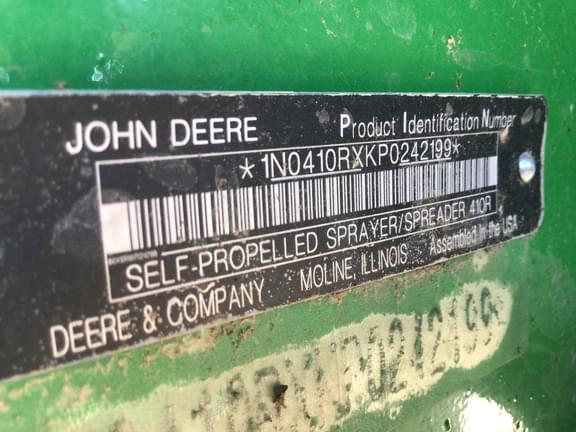 JOHN DEERE
Product Identification Number
*1N0410RXKP0242199*
SELF-PROPELLED SPRAYER/SPREADER 410R
DEERE & COMPANY MOLINE, ILLINOIS Assembled in the USA
0242199